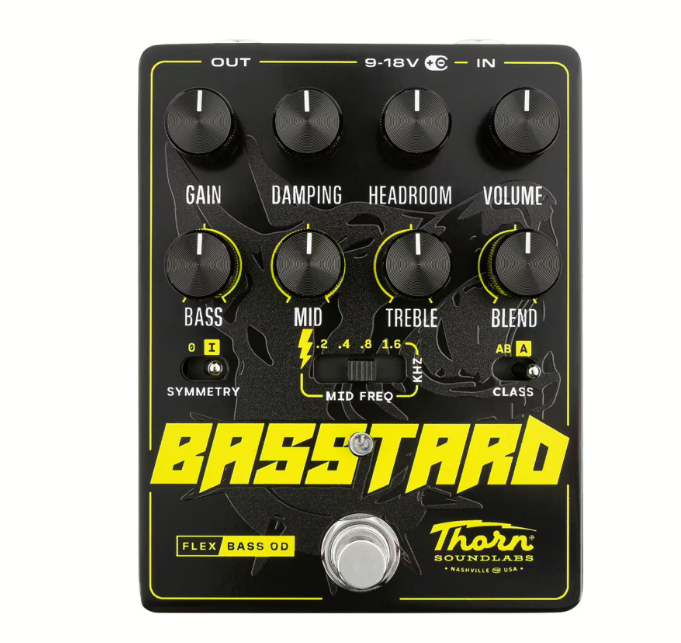 OUT 9-18V IN
GAIN DAMPING HEADROOM VOLUME
BASS MID TREBLE BLEND
0 I .2 .4 .8 1.6 KHZ AB A
SYMMETRY MID FREQ CLASS
BASSTARD
FLEX BASS OD
Thorn®
SOUNDLABS
• NASHVILLE USA •